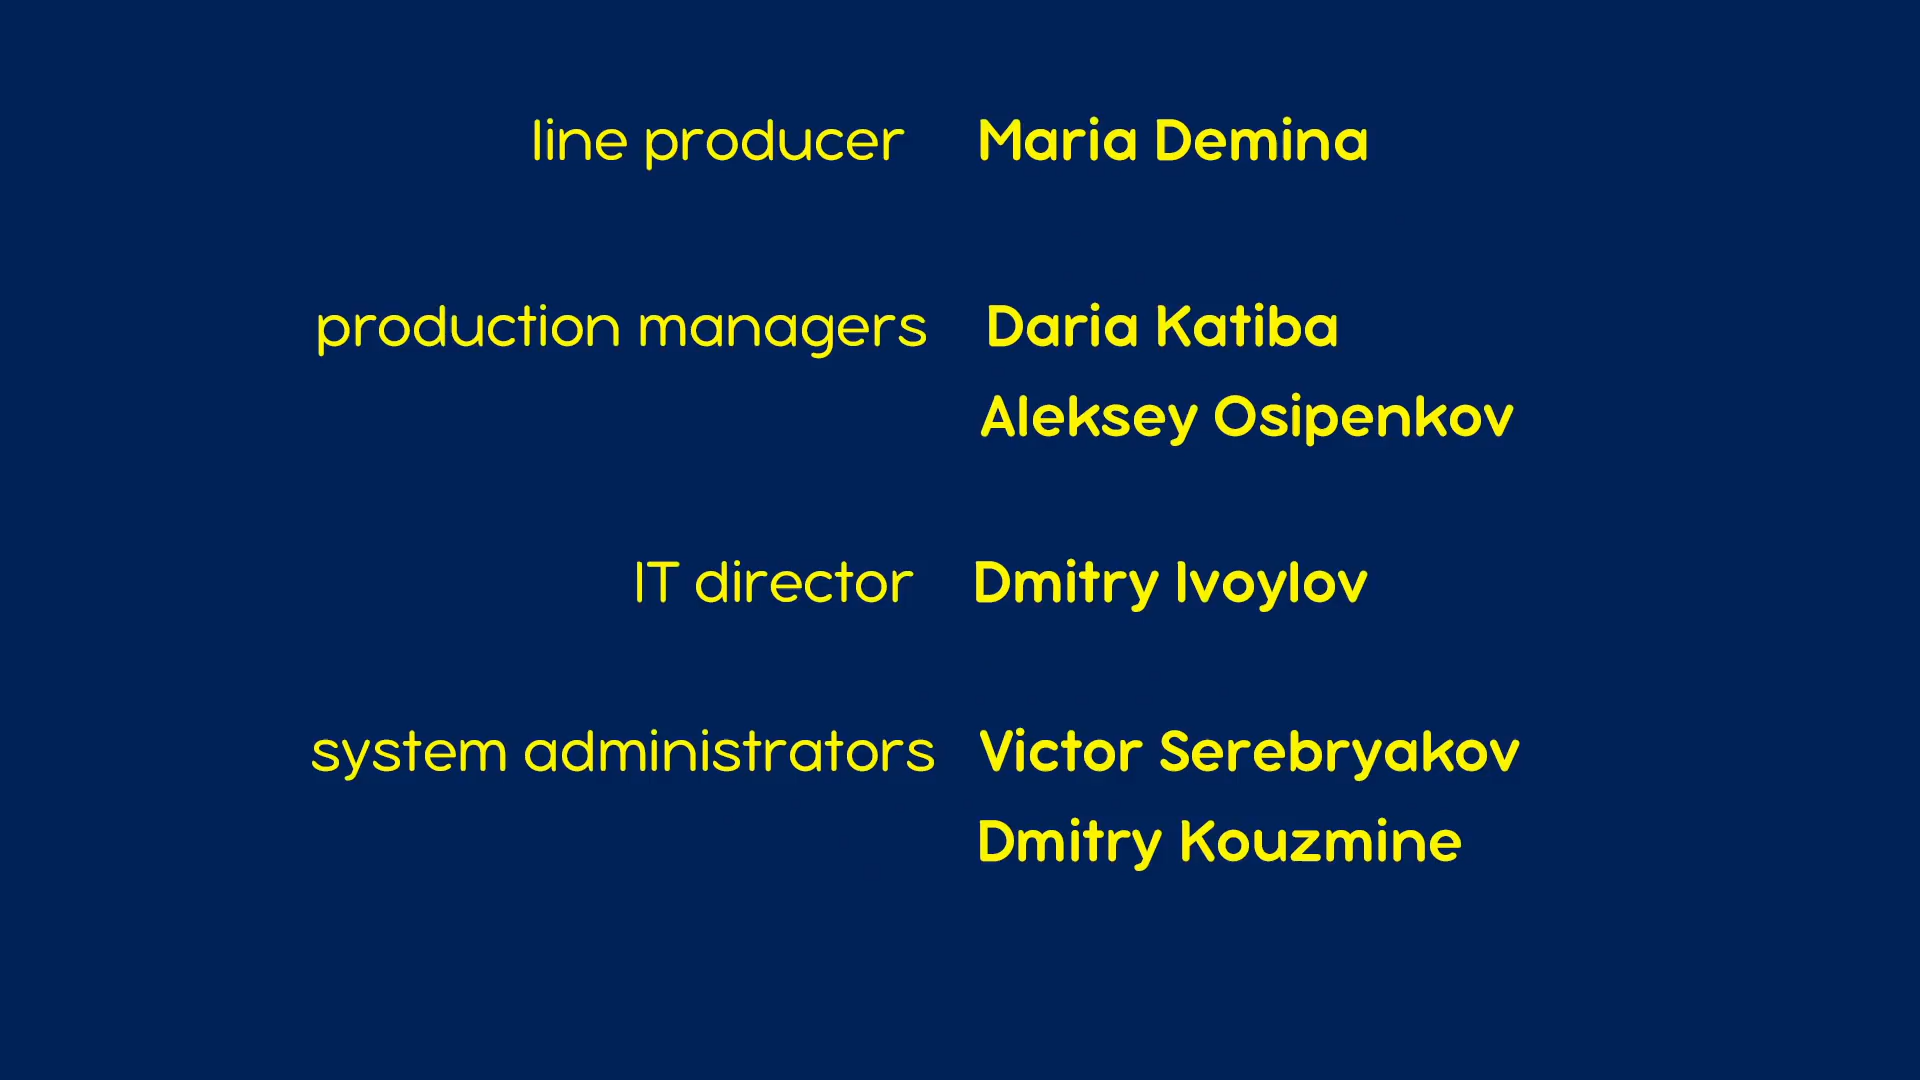 line producer Maria Demina
production managers Daria Katiba
Aleksey Osipenkov
IT director Dmitry Ivoylov
system administrators Victor Serebryakov
Dmitry Kouzmine